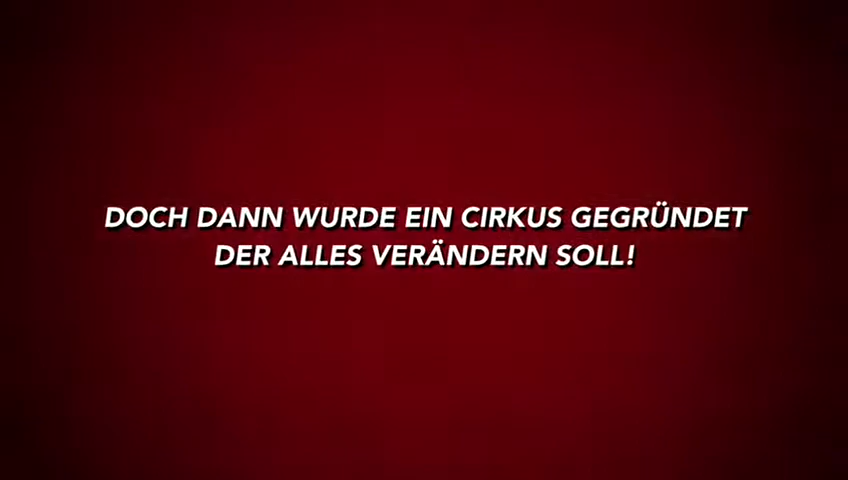 DOCH DANN WURDE EIN CIRKUS GEGRÜNDET
DER ALLES VERÄNDERN SOLL!